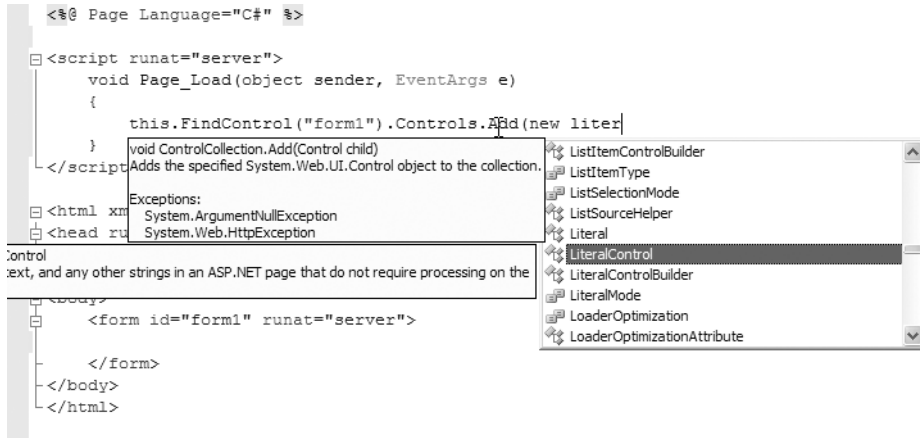 <%@ Page Language="C#" %>
<script runat="server">
void Page_Load(object sender, EventArgs e)
{
this.FindControl("form1").Controls.Add(new liter
}
</script
void ControlCollection.Add(Control child)
Adds the specified System.Web.UI.Control object to the collection.
Exceptions:
System.ArgumentNullException
System.Web.HttpException
ListItemControlBuilder
ListItemType
ListSelectionMode
ListSourceHelper
Literal
LiteralControl
LiteralControlBuilder
LiteralMode
LoaderOptimization
LoaderOptimizationAttribute
<html xm
<head ru
Control
text, and any other strings in an ASP.NET page that do not require processing on the
<body>
<form id="form1" runat="server">
</form>
</body>
</html>